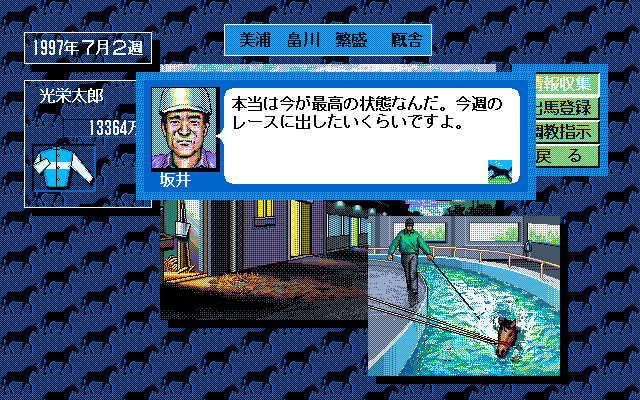 1997年7月2週
美浦 畠川 繁盛 厩舎
光栄太郎
13364万
本当は今が最高の状態なんだ。今週の
レースに出したいくらいですよ。
坂井
情報収集
出馬登録
調教指示
戻る